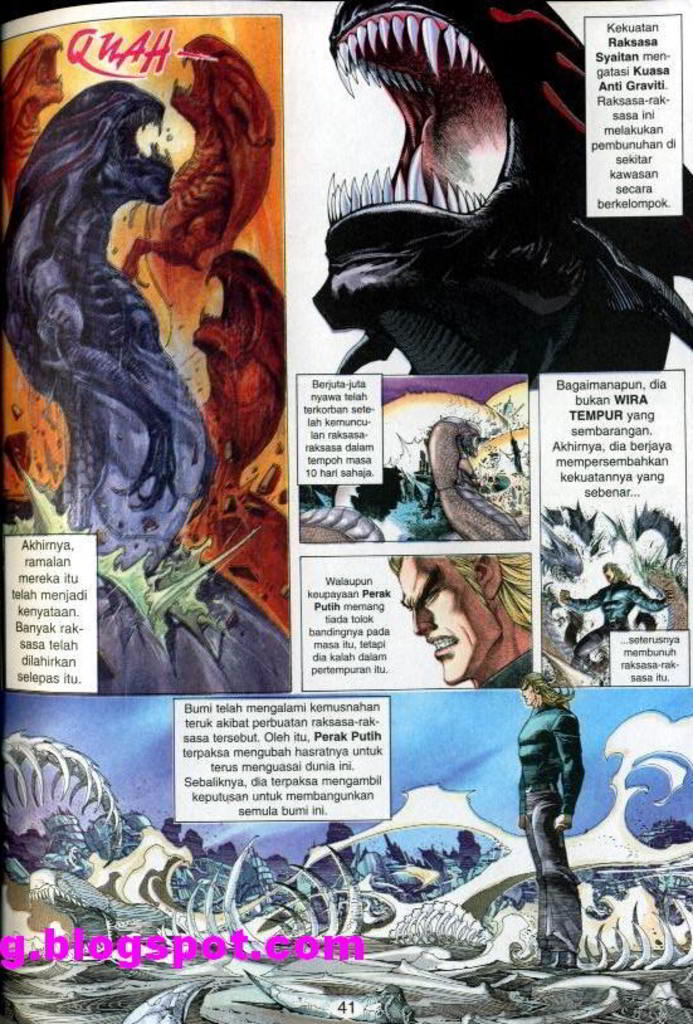 QUAH
Akhirnya,
ramalan
mereka itu
telah menjadi
kenyataan.
Banyak rak-
sasa telah
dilahirkan
selepas itu.
Kekuatan
Raksasa
Syaitan men-
gatasi Kuasa
Anti Graviti.
Raksasa-rak-
sasa ini
melakukan
pembunuhan di
sekitar
kawasan
secara
berkelompok.
Berjuta-juta
nyawa telah
terkorban sete-
lah kemuncu-
lan raksasa-
raksasa dalam
tempoh masa
10 hari sahaja.
Walaupun
keupayaan Perak
Putih memang
tiada tolok
bandingnya pada
masa itu, tetapi
dia kalah dalam
pertempuran itu.
Bagaimanapun, dia
bukan WIRA
TEMPUR yang
sembarangan.
Akhirnya, dia berjaya
mempersembahkan
kekuatannya yang
sebenar...
...seterusnya
membunuh
raksasa-rak-
sasa itu.
Bumi telah mengalami kemusnahan
teruk akibat perbuatan raksasa-rak-
sasa tersebut. Oleh itu, Perak Putih
terpaksa mengubah hasratnya untuk
terus menguasai dunia ini.
Sebaliknya, dia terpaksa mengambil
keputusan untuk membangunkan
semula bumi ini.
g.blogspot.com
41